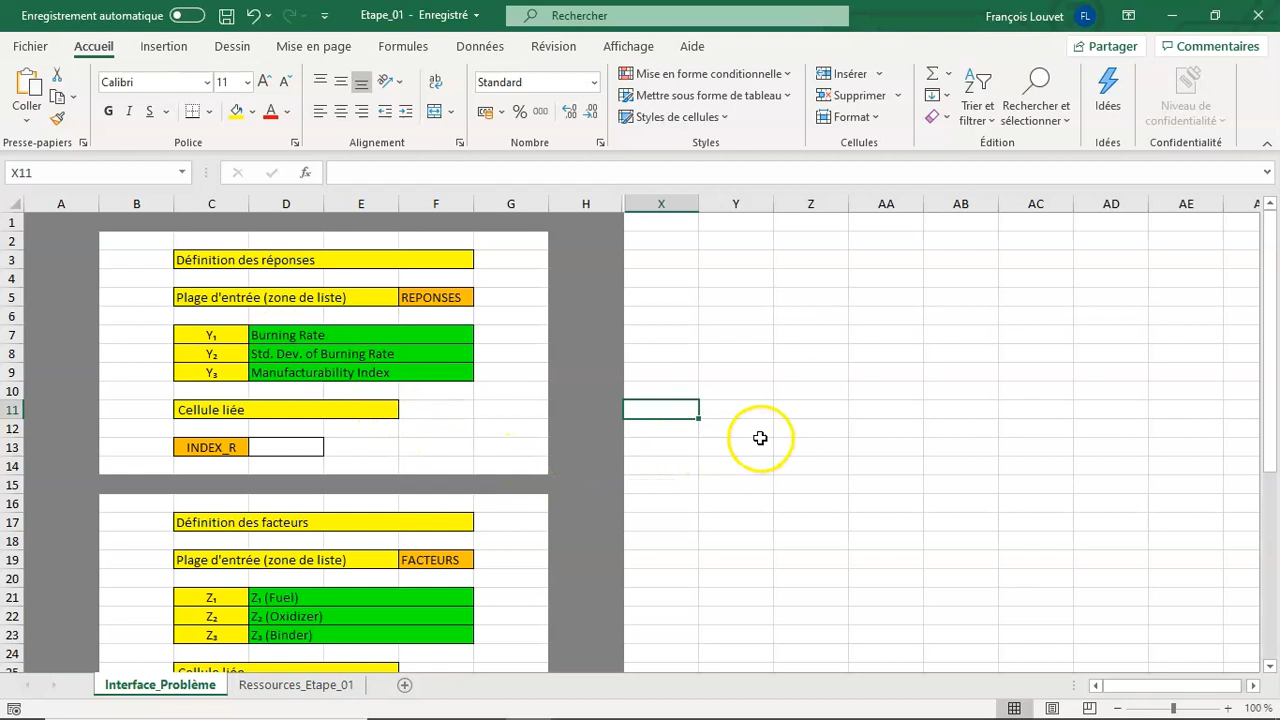 Enregistrement automatique
Etape_01 - Enregistré
Rechercher
François Louvet FL
Fichier Accueil Insertion Dessin Mise en page Formules Données Révision Affichage Aide
Partager Commentaires
Coller
Presse-papiers
Calibri 11
G I S
Police
Alignement
Standard
% 000
Nombre
Mise en forme conditionnelle
Mettre sous forme de tableau
Styles de cellules
Styles
Insérer
Supprimer
Format
Cellules
Trier et filtrer
Rechercher et sélectionner
Édition
Idées
Idées
Niveau de confidentialité
Confidentialité
X11
fx
A B C D E F G H X Y Z AA AB AC AD AE A
1
2
3 Définition des réponses
4
5 Plage d'entrée (zone de liste) REPONSES
6
7 Y₁ Burning Rate
8 Y₂ Std. Dev. of Burning Rate
9 Y₃ Manufacturability Index
10
11 Cellule liée
12
13 INDEX_R
14
15
16
17 Définition des facteurs
18
19 Plage d'entrée (zone de liste) FACTEURS
20
21 Z₁ Z₁ (Fuel)
22 Z₂ Z₂ (Oxidizer)
23 Z₃ Z₃ (Binder)
24
25 Cellule liée
Interface_Problème Ressources_Etape_01
100 %